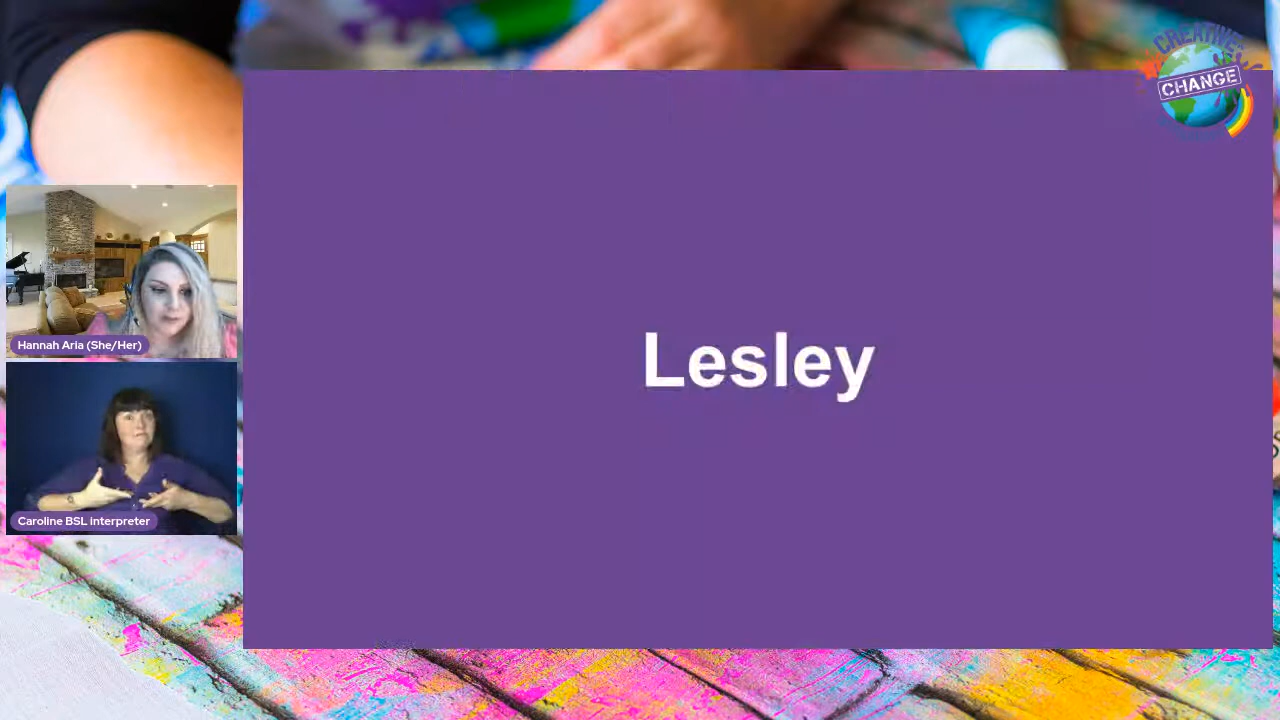 CREATIVE
CHANGE
Hannah Aria (She/Her)
Lesley
Caroline BSL interpreter